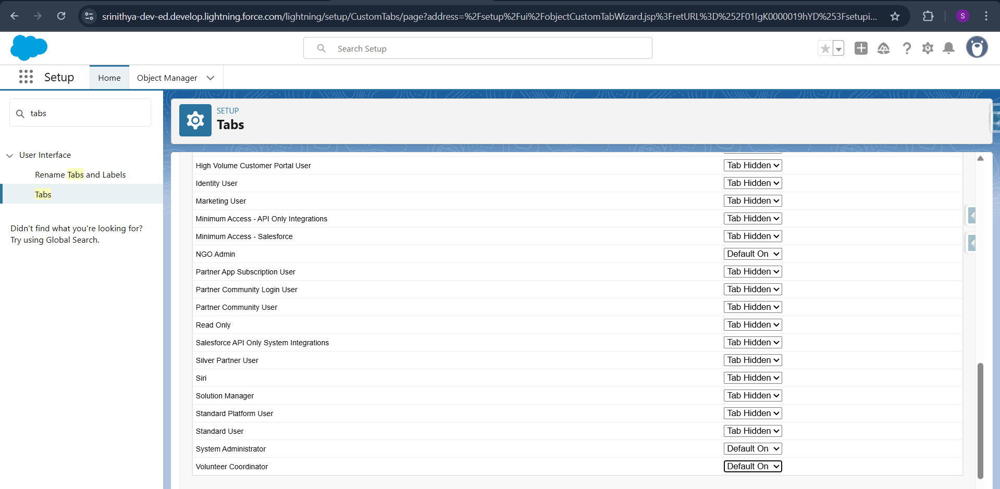 srinithya-dev-ed.develop.lightning.force.com/lightning/setup/CustomTabs/page?address=%2Fsetup%2Fui%2FobjectCustomTabWizard.jsp%3FretURL%3D%252F01IgK0000019hYD%253Fsetupi...
S
Search Setup
Setup
Home
Object Manager
tabs
User Interface
Rename Tabs and Labels
Tabs
Didn't find what you're looking for?
Try using Global Search.
SETUP
Tabs
High Volume Customer Portal User Tab Hidden
Identity User Tab Hidden
Marketing User Tab Hidden
Minimum Access - API Only Integrations Tab Hidden
Minimum Access - Salesforce Tab Hidden
NGO Admin Default On
Partner App Subscription User Tab Hidden
Partner Community Login User Tab Hidden
Partner Community User Tab Hidden
Read Only Tab Hidden
Salesforce API Only System Integrations Tab Hidden
Silver Partner User Tab Hidden
Siri Tab Hidden
Solution Manager Tab Hidden
Standard Platform User Tab Hidden
Standard User Tab Hidden
System Administrator Default On
Volunteer Coordinator Default On